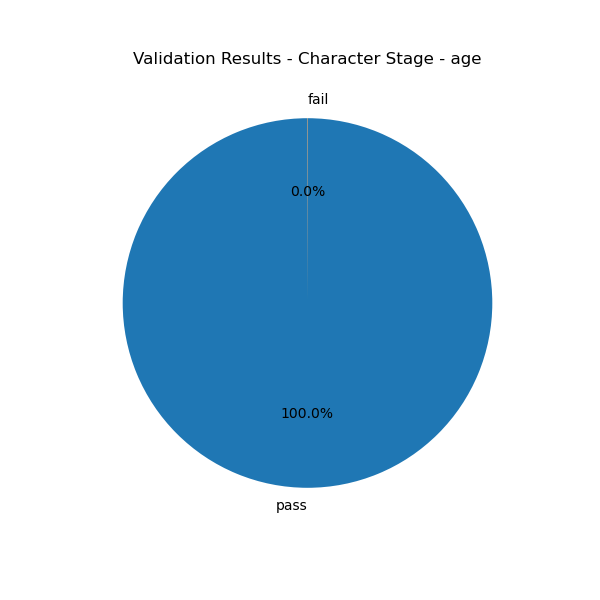 Validation Results - Character Stage - age
fail
0.0%
100.0%
pass